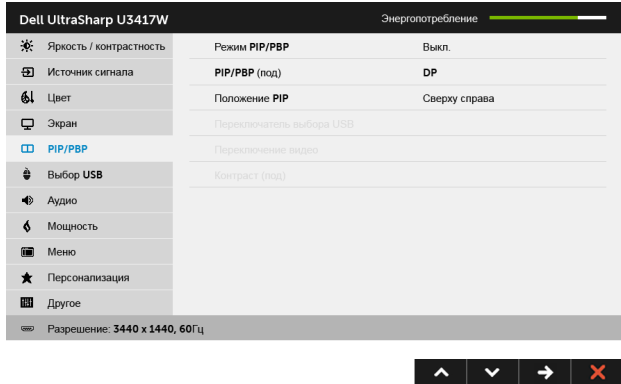 Dell UltraSharp U3417W Энергопотребление
Яркость / контрастность Режим PIP/PBP Выкл.
Источник сигнала PIP/PBP (под) DP
Цвет Положение PIP Сверху справа
Экран Переключатель выбора USB
PIP/PBP Переключение видео
Выбор USB Контраст (под)
Аудио
Мощность
Меню
Персонализация
Другое
Разрешение: 3440 x 1440, 60Гц